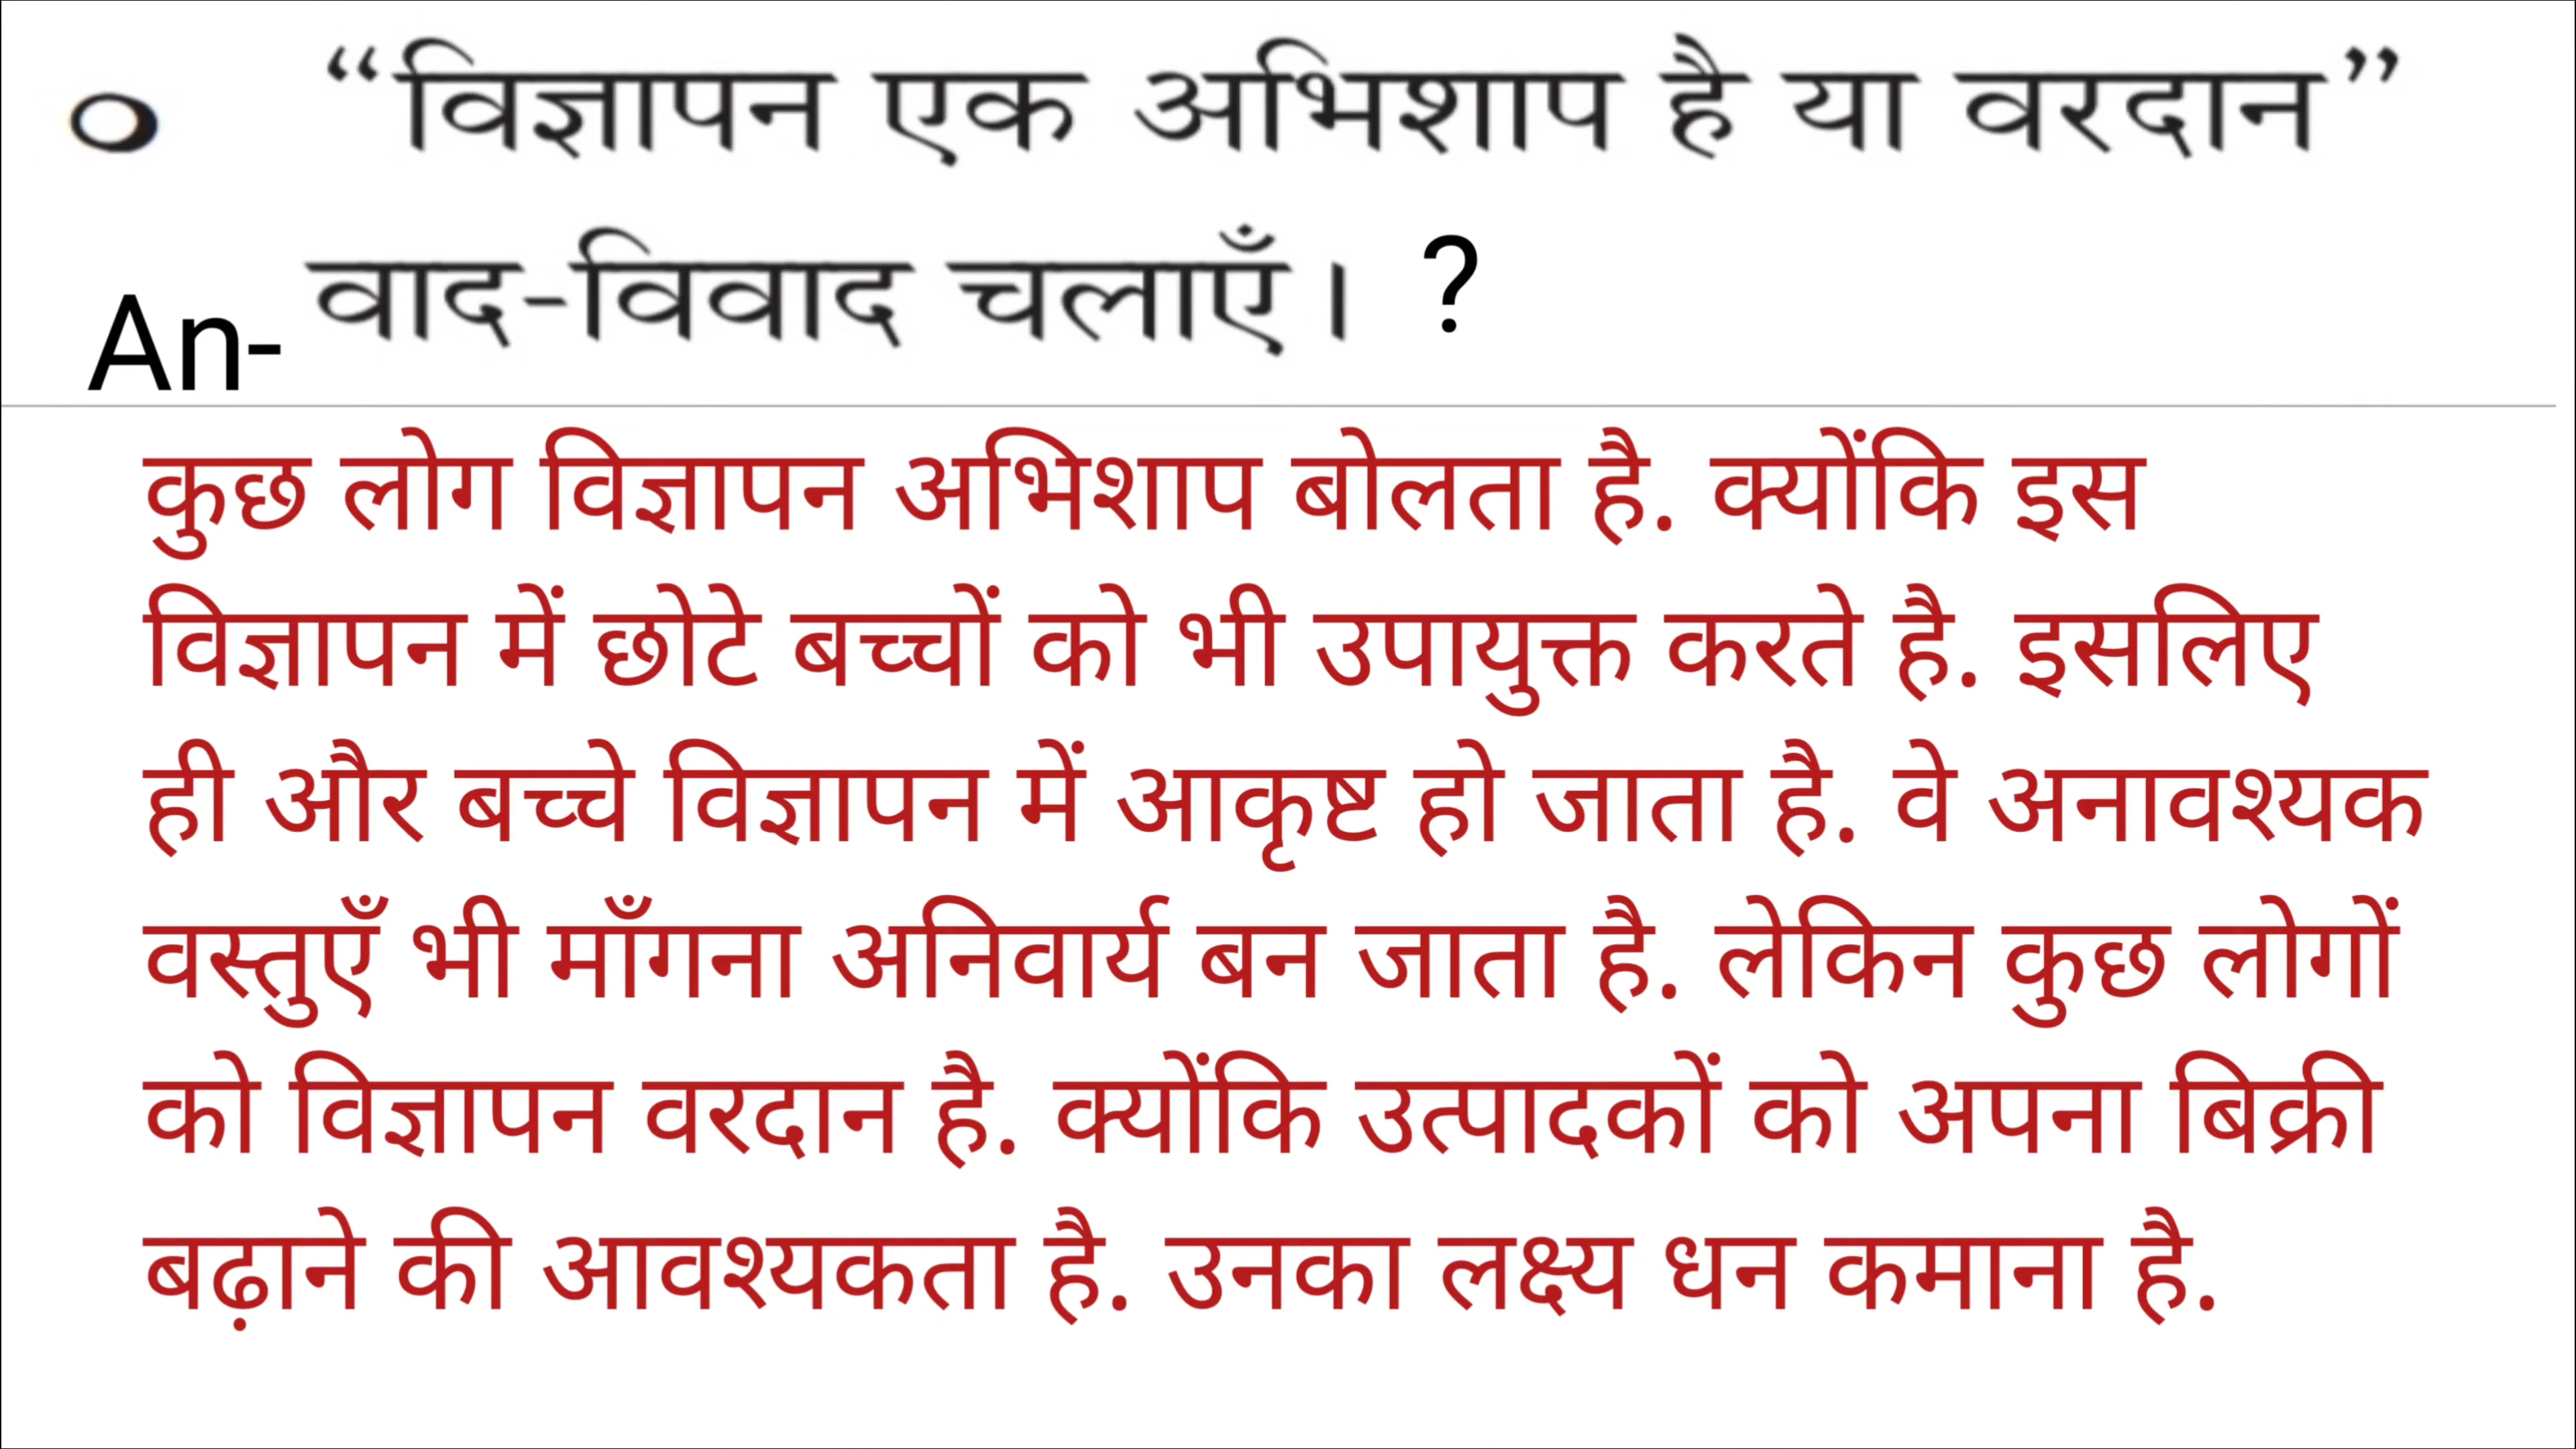 ० “विज्ञापन एक अभिशाप है या वरदान”
An- वाद-विवाद चलाएँ। ?
कुछ लोग विज्ञापन अभिशाप बोलता है. क्योंकि इस
विज्ञापन में छोटे बच्चों को भी उपायुक्त करते है. इसलिए
ही और बच्चे विज्ञापन में आकृष्ट हो जाता है. वे अनावश्यक
वस्तुएँ भी माँगना अनिवार्य बन जाता है. लेकिन कुछ लोगों
को विज्ञापन वरदान है. क्योंकि उत्पादकों को अपना बिक्री
बढ़ाने की आवश्यकता है. उनका लक्ष्य धन कमाना है.